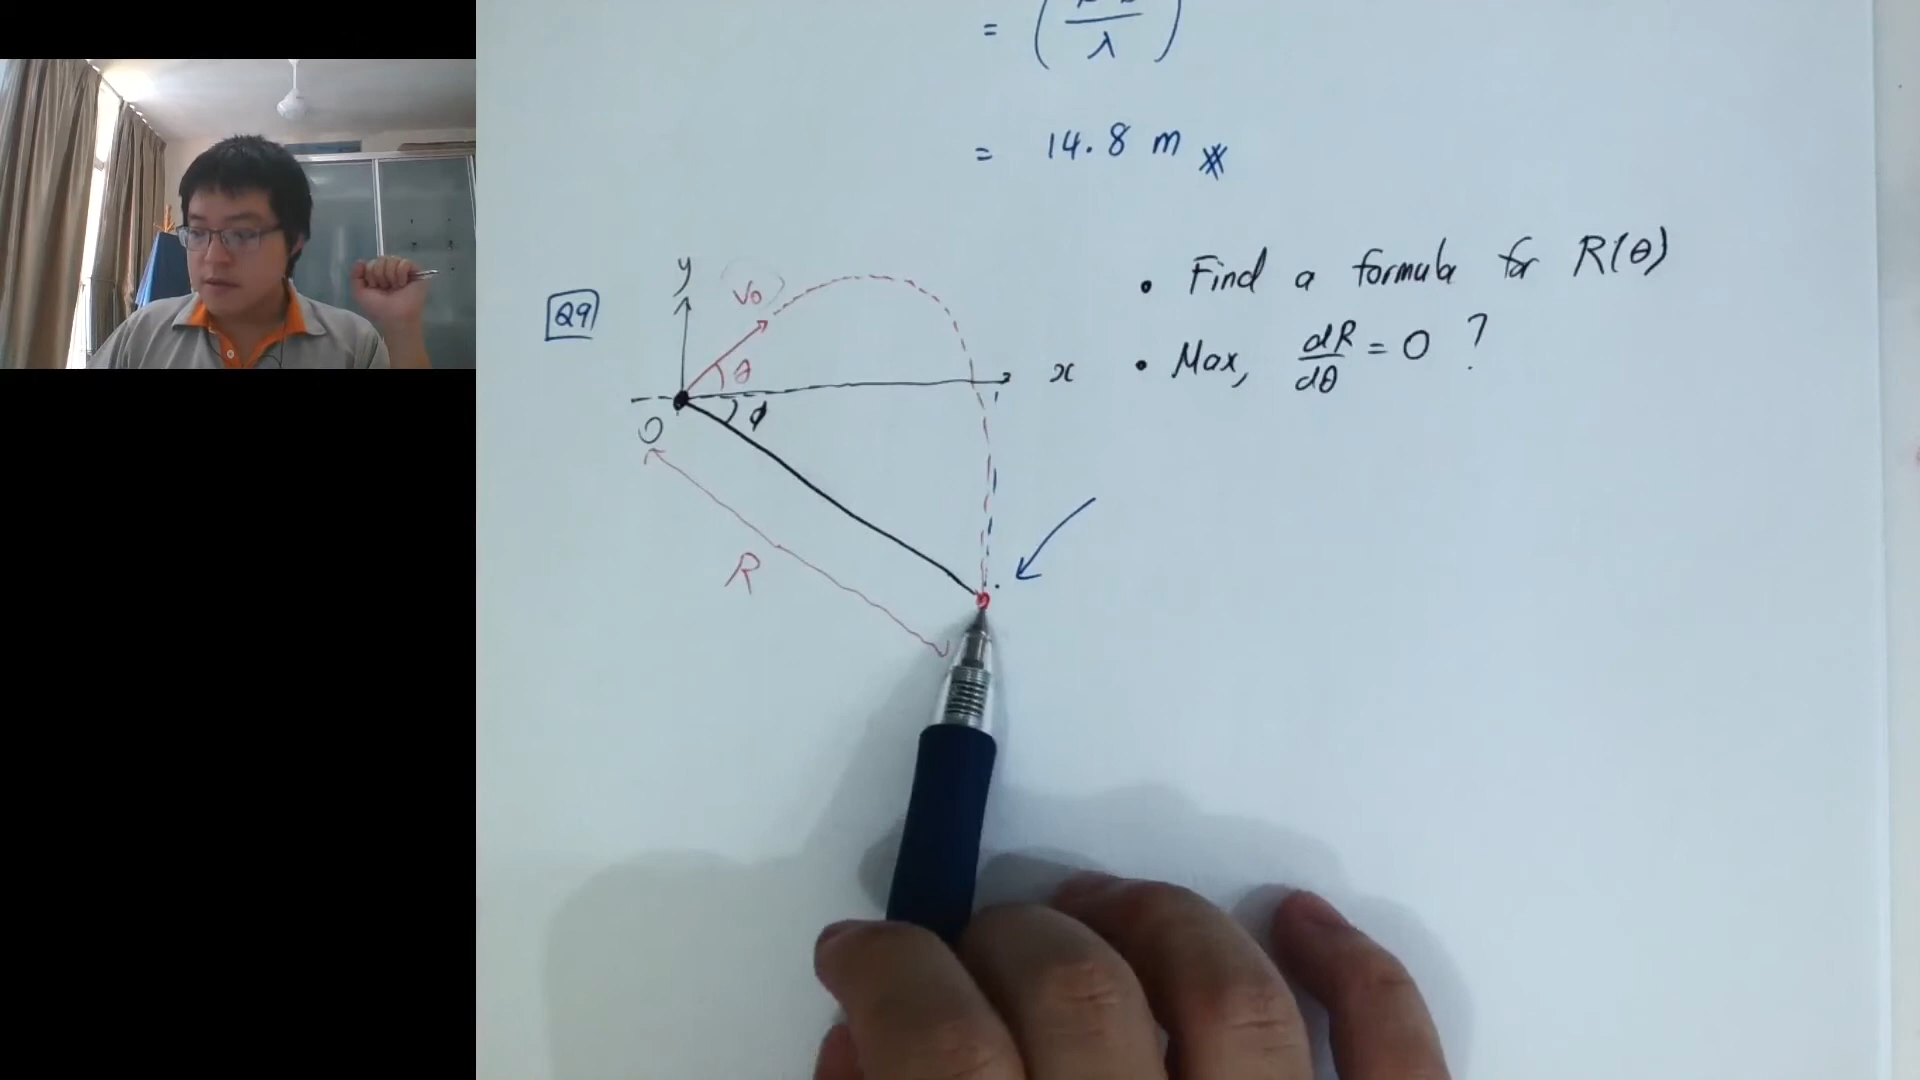 = ( / λ )
= 14.8 m
Q9
y
V₀
θ
x
O
φ
R
• Find a formula for R(θ)
• Max, dR/dθ = 0 ?